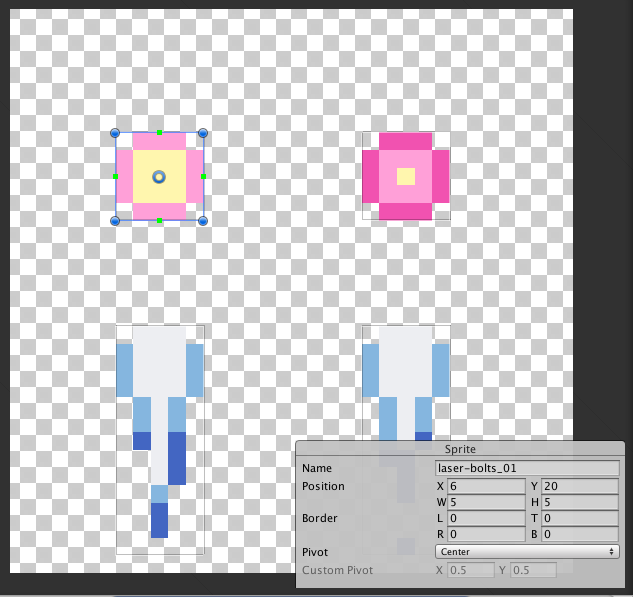 Sprite
Name laser-bolts_01
Position X 6 Y 20
W 5 H 5
Border L 0 T 0
R 0 B 0
Pivot Center
Custom Pivot X 0.5 Y 0.5